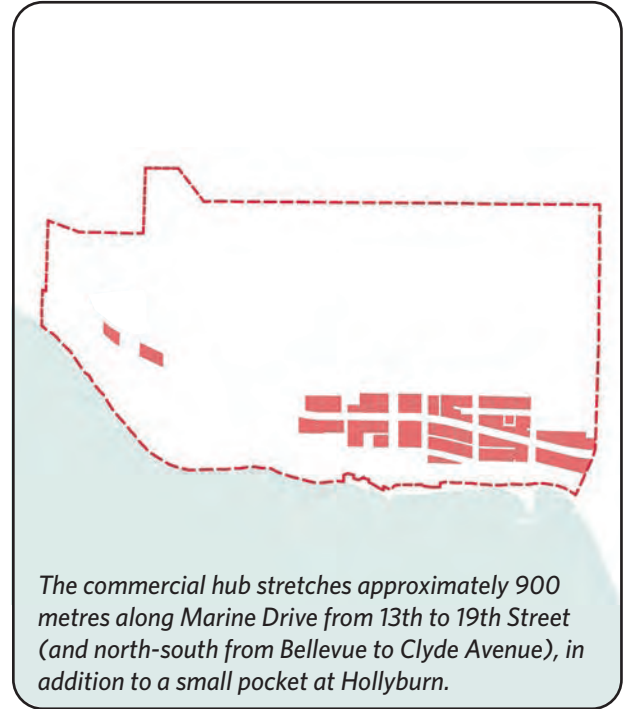 The commercial hub stretches approximately 900
metres along Marine Drive from 13th to 19th Street
(and north-south from Bellevue to Clyde Avenue), in
addition to a small pocket at Hollyburn.